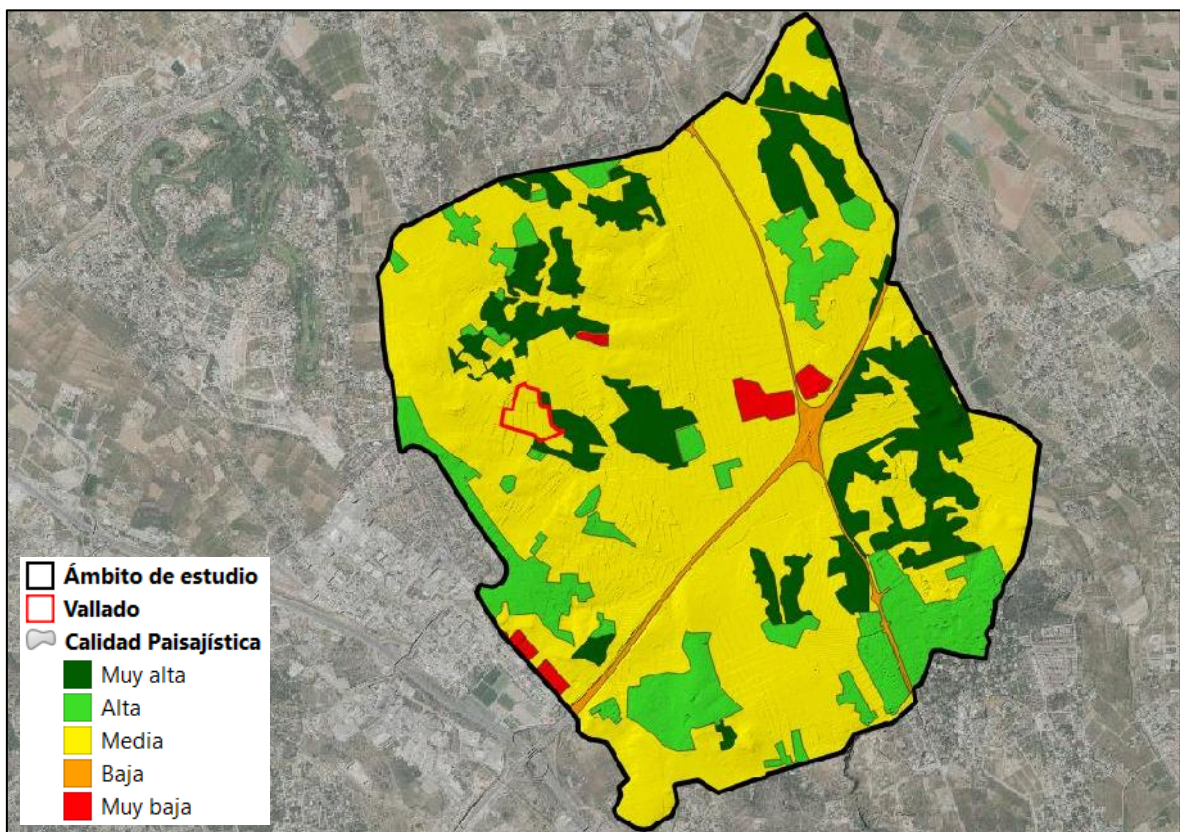 Ámbito de estudio
Vallado
Calidad Paisajística
Muy alta
Alta
Media
Baja
Muy baja